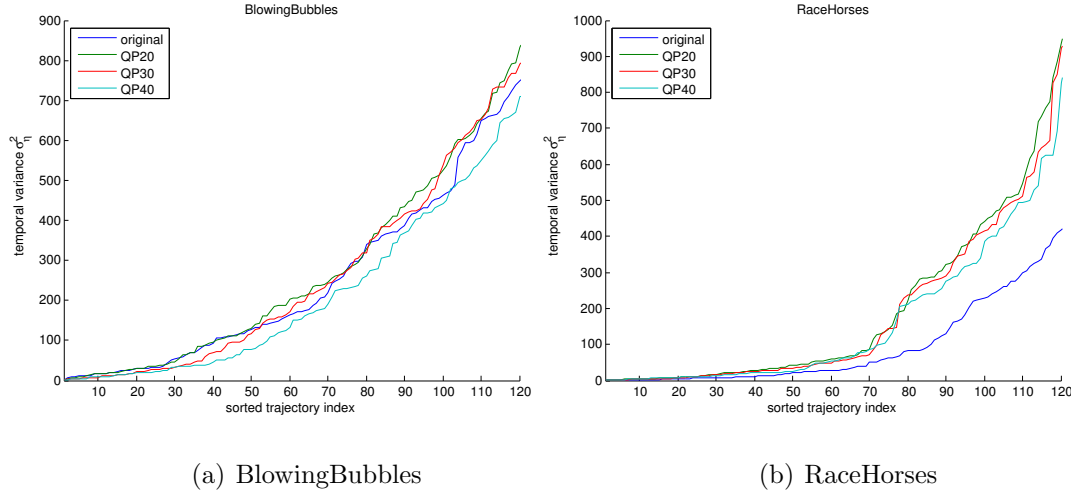 BlowingBubbles
900
800
700
600
500
400
300
200
100
0
temporal variance σ²η
original
QP20
QP30
QP40
10 20 30 40 50 60 70 80 90 100 110 120
sorted trajectory index
(a) BlowingBubbles
RaceHorses
1000
900
800
700
600
500
400
300
200
100
0
temporal variance σ²η
original
QP20
QP30
QP40
10 20 30 40 50 60 70 80 90 100 110 120
sorted trajectory index
(b) RaceHorses